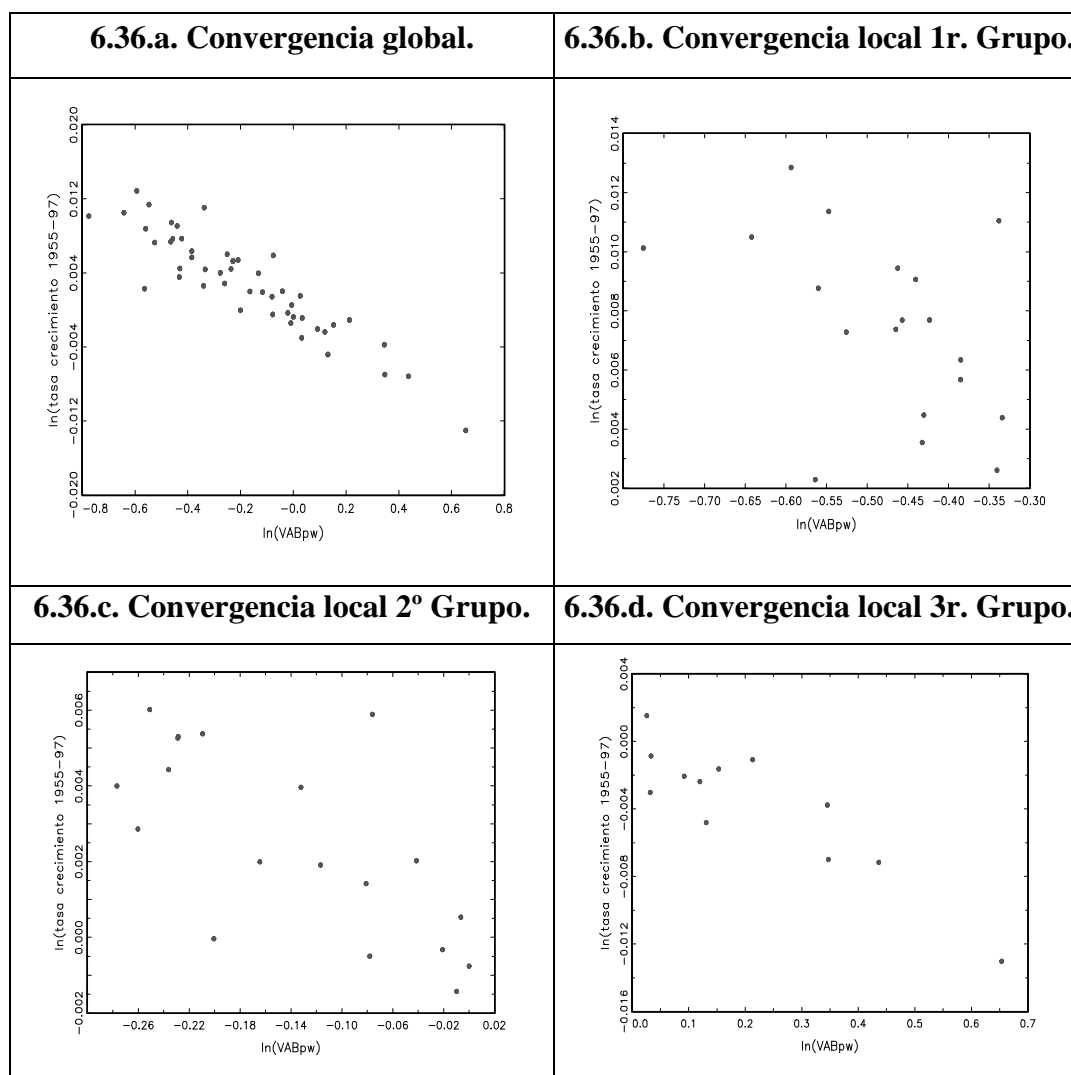 6.36.a. Convergencia global.
6.36.b. Convergencia local 1r. Grupo.
ln(tasa crecimiento 1955−97)
0.020
0.012
0.004
−0.004
−0.012
−0.020
−0.8 −0.6 −0.4 −0.2 −0.0 0.2 0.4 0.6 0.8
ln(VABpw)
ln(tasa crecimiento 1955−97)
0.014
0.012
0.010
0.008
0.006
0.004
0.002
−0.75 −0.70 −0.65 −0.60 −0.55 −0.50 −0.45 −0.40 −0.35 −0.30
ln(VABpw)
6.36.c. Convergencia local 2º Grupo.
6.36.d. Convergencia local 3r. Grupo.
ln(tasa crecimiento 1955−97)
0.006
0.004
0.002
0.000
−0.002
−0.26 −0.22 −0.18 −0.14 −0.10 −0.06 −0.02 0.02
ln(VABpw)
ln(tasa crecimiento 1955−97)
0.004
0.000
−0.004
−0.008
−0.012
−0.016
0.0 0.1 0.2 0.3 0.4 0.5 0.6 0.7
ln(VABpw)